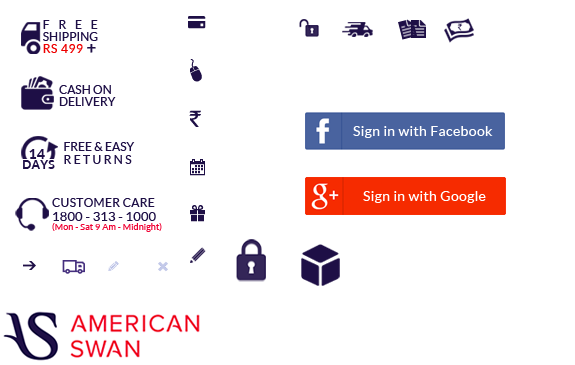 FREE
SHIPPING
RS 499 +
CASH ON
DELIVERY
14
DAYS
FREE & EASY
RETURNS
CUSTOMER CARE
1800 - 313 - 1000
(Mon - Sat 9 Am - Midnight)
₹
₹
f Sign in with Facebook
g+ Sign in with Google
AS AMERICAN
SWAN